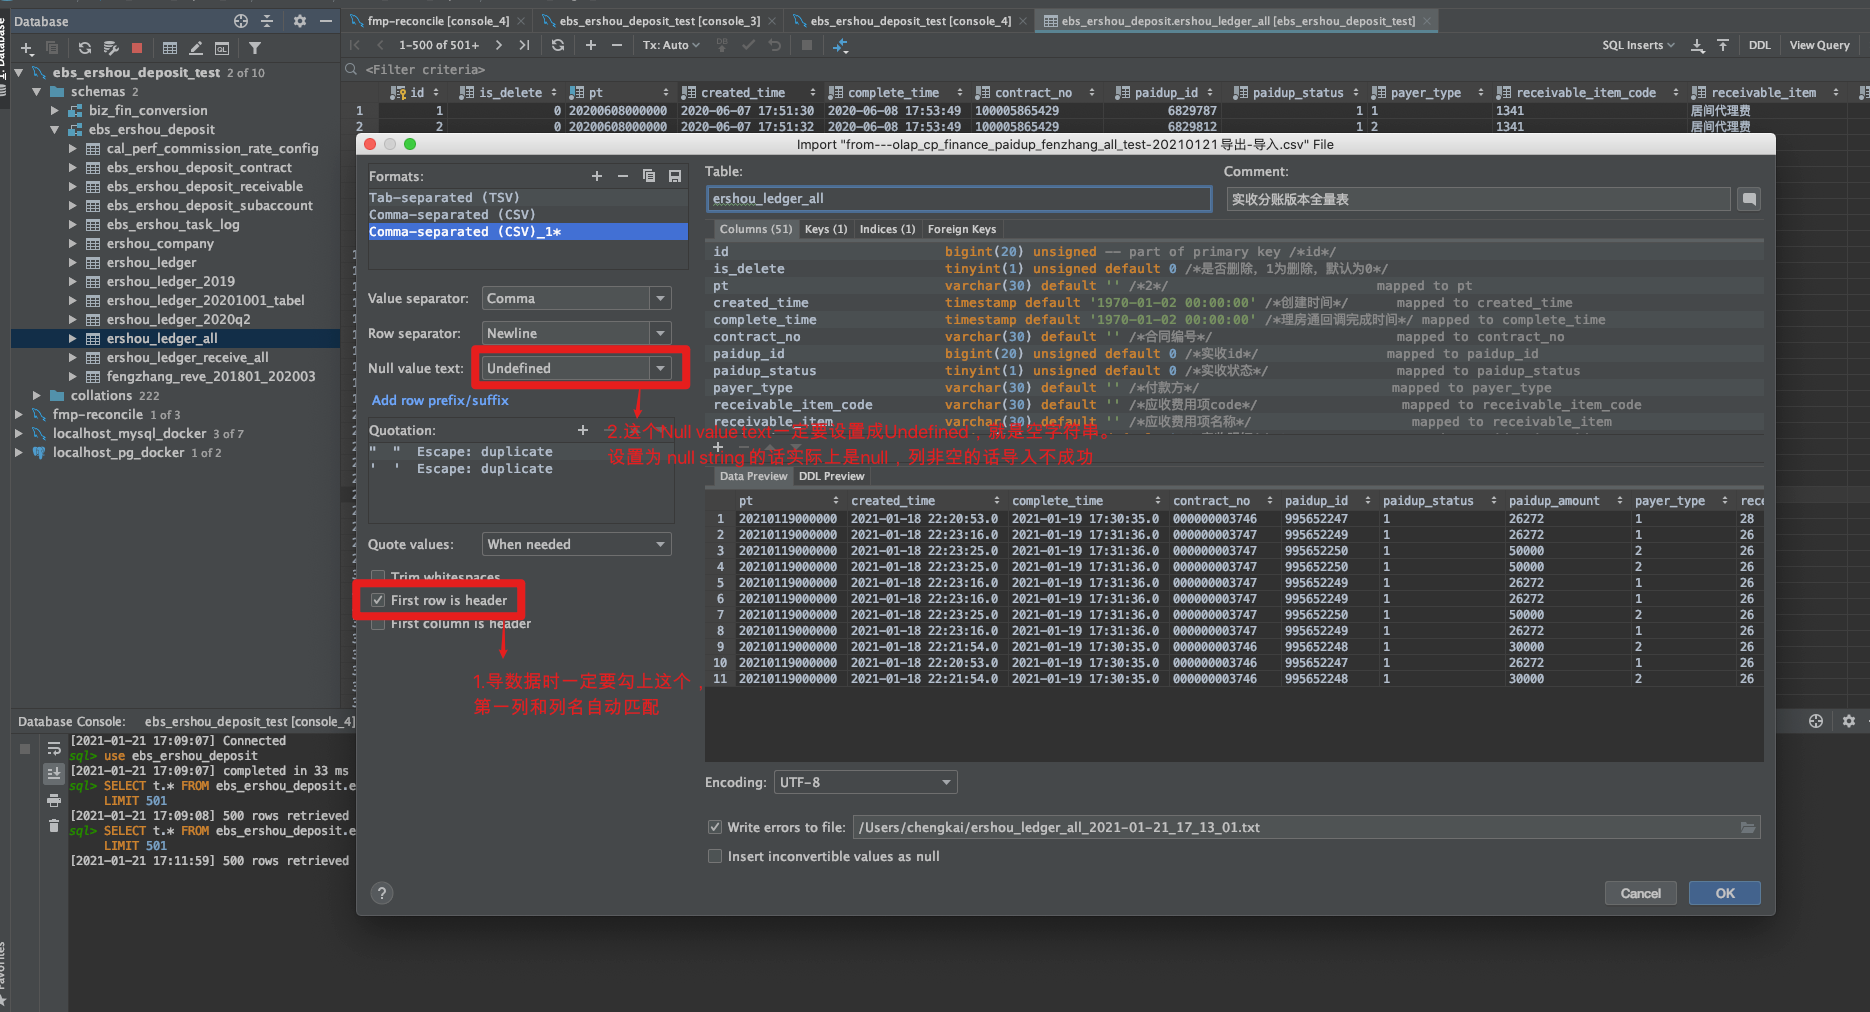 Database
fmp-reconcile [console_4]
ebs_ershou_deposit_test [console_3]
ebs_ershou_deposit_test [console_4]
ebs_ershou_deposit.ershou_ledger_all [ebs_ershou_deposit_test]
1-500 of 501+
Tx: Auto
SQL Inserts
DDL
View Query
<Filter criteria>
ebs_ershou_deposit_test 2 of 10
schemas 2
biz_fin_conversion
ebs_ershou_deposit
cal_perf_commission_rate_config
ebs_ershou_deposit_contract
ebs_ershou_deposit_receivable
ebs_ershou_deposit_subaccount
ebs_ershou_task_log
ershou_company
ershou_ledger
ershou_ledger_2019
ershou_ledger_20201001_tabel
ershou_ledger_2020q2
ershou_ledger_all
ershou_ledger_receive_all
fengzhang_reve_201801_202003
collations 222
fmp-reconcile 1 of 3
localhost_mysql_docker 3 of 7
localhost_pg_docker 1 of 2
id is_delete pt created_time complete_time contract_no paidup_id paidup_status payer_type receivable_item_code receivable_item
1 1 0 20200608000000 2020-06-07 17:51:30 2020-06-08 17:53:49 100005865429 6829787 1 1 1341 居间代理费
2 2 0 20200608000000 2020-06-07 17:51:32 2020-06-08 17:53:49 100005865429 6829812 1 2 1341 居间代理费
Import "from---olap_cp_finance_paidup_fenzhang_all_test-20210121导出-导入.csv" File
Formats:
Tab-separated (TSV)
Comma-separated (CSV)
Comma-separated (CSV)_1*
Value separator: Comma
Row separator: Newline
Null value text: Undefined
Add row prefix/suffix
Quotation:
" " Escape: duplicate
' ' Escape: duplicate
Quote values: When needed
Trim whitespaces
First row is header
First column is header
1.导数据时一定要勾上这个，
第一列和列名自动匹配
2.这个Null value text一定要设置成Undefined，就是空字符串。
设置为 null string 的话实际上是null，列非空的话导入不成功
Table:
ershou_ledger_all
Comment:
实收分账版本全量表
Columns (51) Keys (1) Indices (1) Foreign Keys
id bigint(20) unsigned -- part of primary key /*id*/
is_delete tinyint(1) unsigned default 0 /*是否删除，1为删除，默认为0*/
pt varchar(30) default '' /*2*/ mapped to pt
created_time timestamp default '1970-01-02 00:00:00' /*创建时间*/ mapped to created_time
complete_time timestamp default '1970-01-02 00:00:00' /*理房通回调完成时间*/ mapped to complete_time
contract_no varchar(30) default '' /*合同编号*/ mapped to contract_no
paidup_id bigint(20) unsigned default 0 /*实收id*/ mapped to paidup_id
paidup_status tinyint(1) unsigned default 0 /*实收状态*/ mapped to paidup_status
payer_type varchar(30) default '' /*付款方*/ mapped to payer_type
receivable_item_code varchar(30) default '' /*应收费用项code*/ mapped to receivable_item_code
receivable_item varchar(30) default '' /*应收费用项名称*/ mapped to receivable_item
Data Preview DDL Preview
pt created_time complete_time contract_no paidup_id paidup_status paidup_amount payer_type rece
1 20210119000000 2021-01-18 22:20:53.0 2021-01-19 17:30:35.0 000000003746 995652247 1 26272 1 28
2 20210119000000 2021-01-18 22:23:16.0 2021-01-19 17:31:36.0 000000003747 995652249 1 26272 1 26
3 20210119000000 2021-01-18 22:23:25.0 2021-01-19 17:31:36.0 000000003747 995652250 1 50000 2 26
4 20210119000000 2021-01-18 22:23:25.0 2021-01-19 17:31:36.0 000000003747 995652250 1 50000 2 26
5 20210119000000 2021-01-18 22:23:16.0 2021-01-19 17:31:36.0 000000003747 995652249 1 26272 1 26
6 20210119000000 2021-01-18 22:23:16.0 2021-01-19 17:31:36.0 000000003747 995652249 1 26272 1 26
7 20210119000000 2021-01-18 22:23:25.0 2021-01-19 17:31:36.0 000000003747 995652250 1 50000 2 26
8 20210119000000 2021-01-18 22:23:16.0 2021-01-19 17:31:36.0 000000003747 995652249 1 26272 1 26
9 20210119000000 2021-01-18 22:21:54.0 2021-01-19 17:30:35.0 000000003746 995652248 1 30000 2 26
10 20210119000000 2021-01-18 22:20:53.0 2021-01-19 17:30:35.0 000000003746 995652247 1 26272 1 26
11 20210119000000 2021-01-18 22:21:54.0 2021-01-19 17:30:35.0 000000003746 995652248 1 30000 2 26
Encoding: UTF-8
Write errors to file: /Users/chengkai/ershou_ledger_all_2021-01-21_17_13_01.txt
Insert inconvertible values as null
Cancel OK
Database Console: ebs_ershou_deposit_test [console_4]
[2021-01-21 17:09:07] Connected
sql> use ebs_ershou_deposit
[2021-01-21 17:09:07] completed in 33 ms
sql> SELECT t.* FROM ebs_ershou_deposit.e
LIMIT 501
[2021-01-21 17:09:08] 500 rows retrieved
sql> SELECT t.* FROM ebs_ershou_deposit.e
LIMIT 501
[2021-01-21 17:11:59] 500 rows retrieved